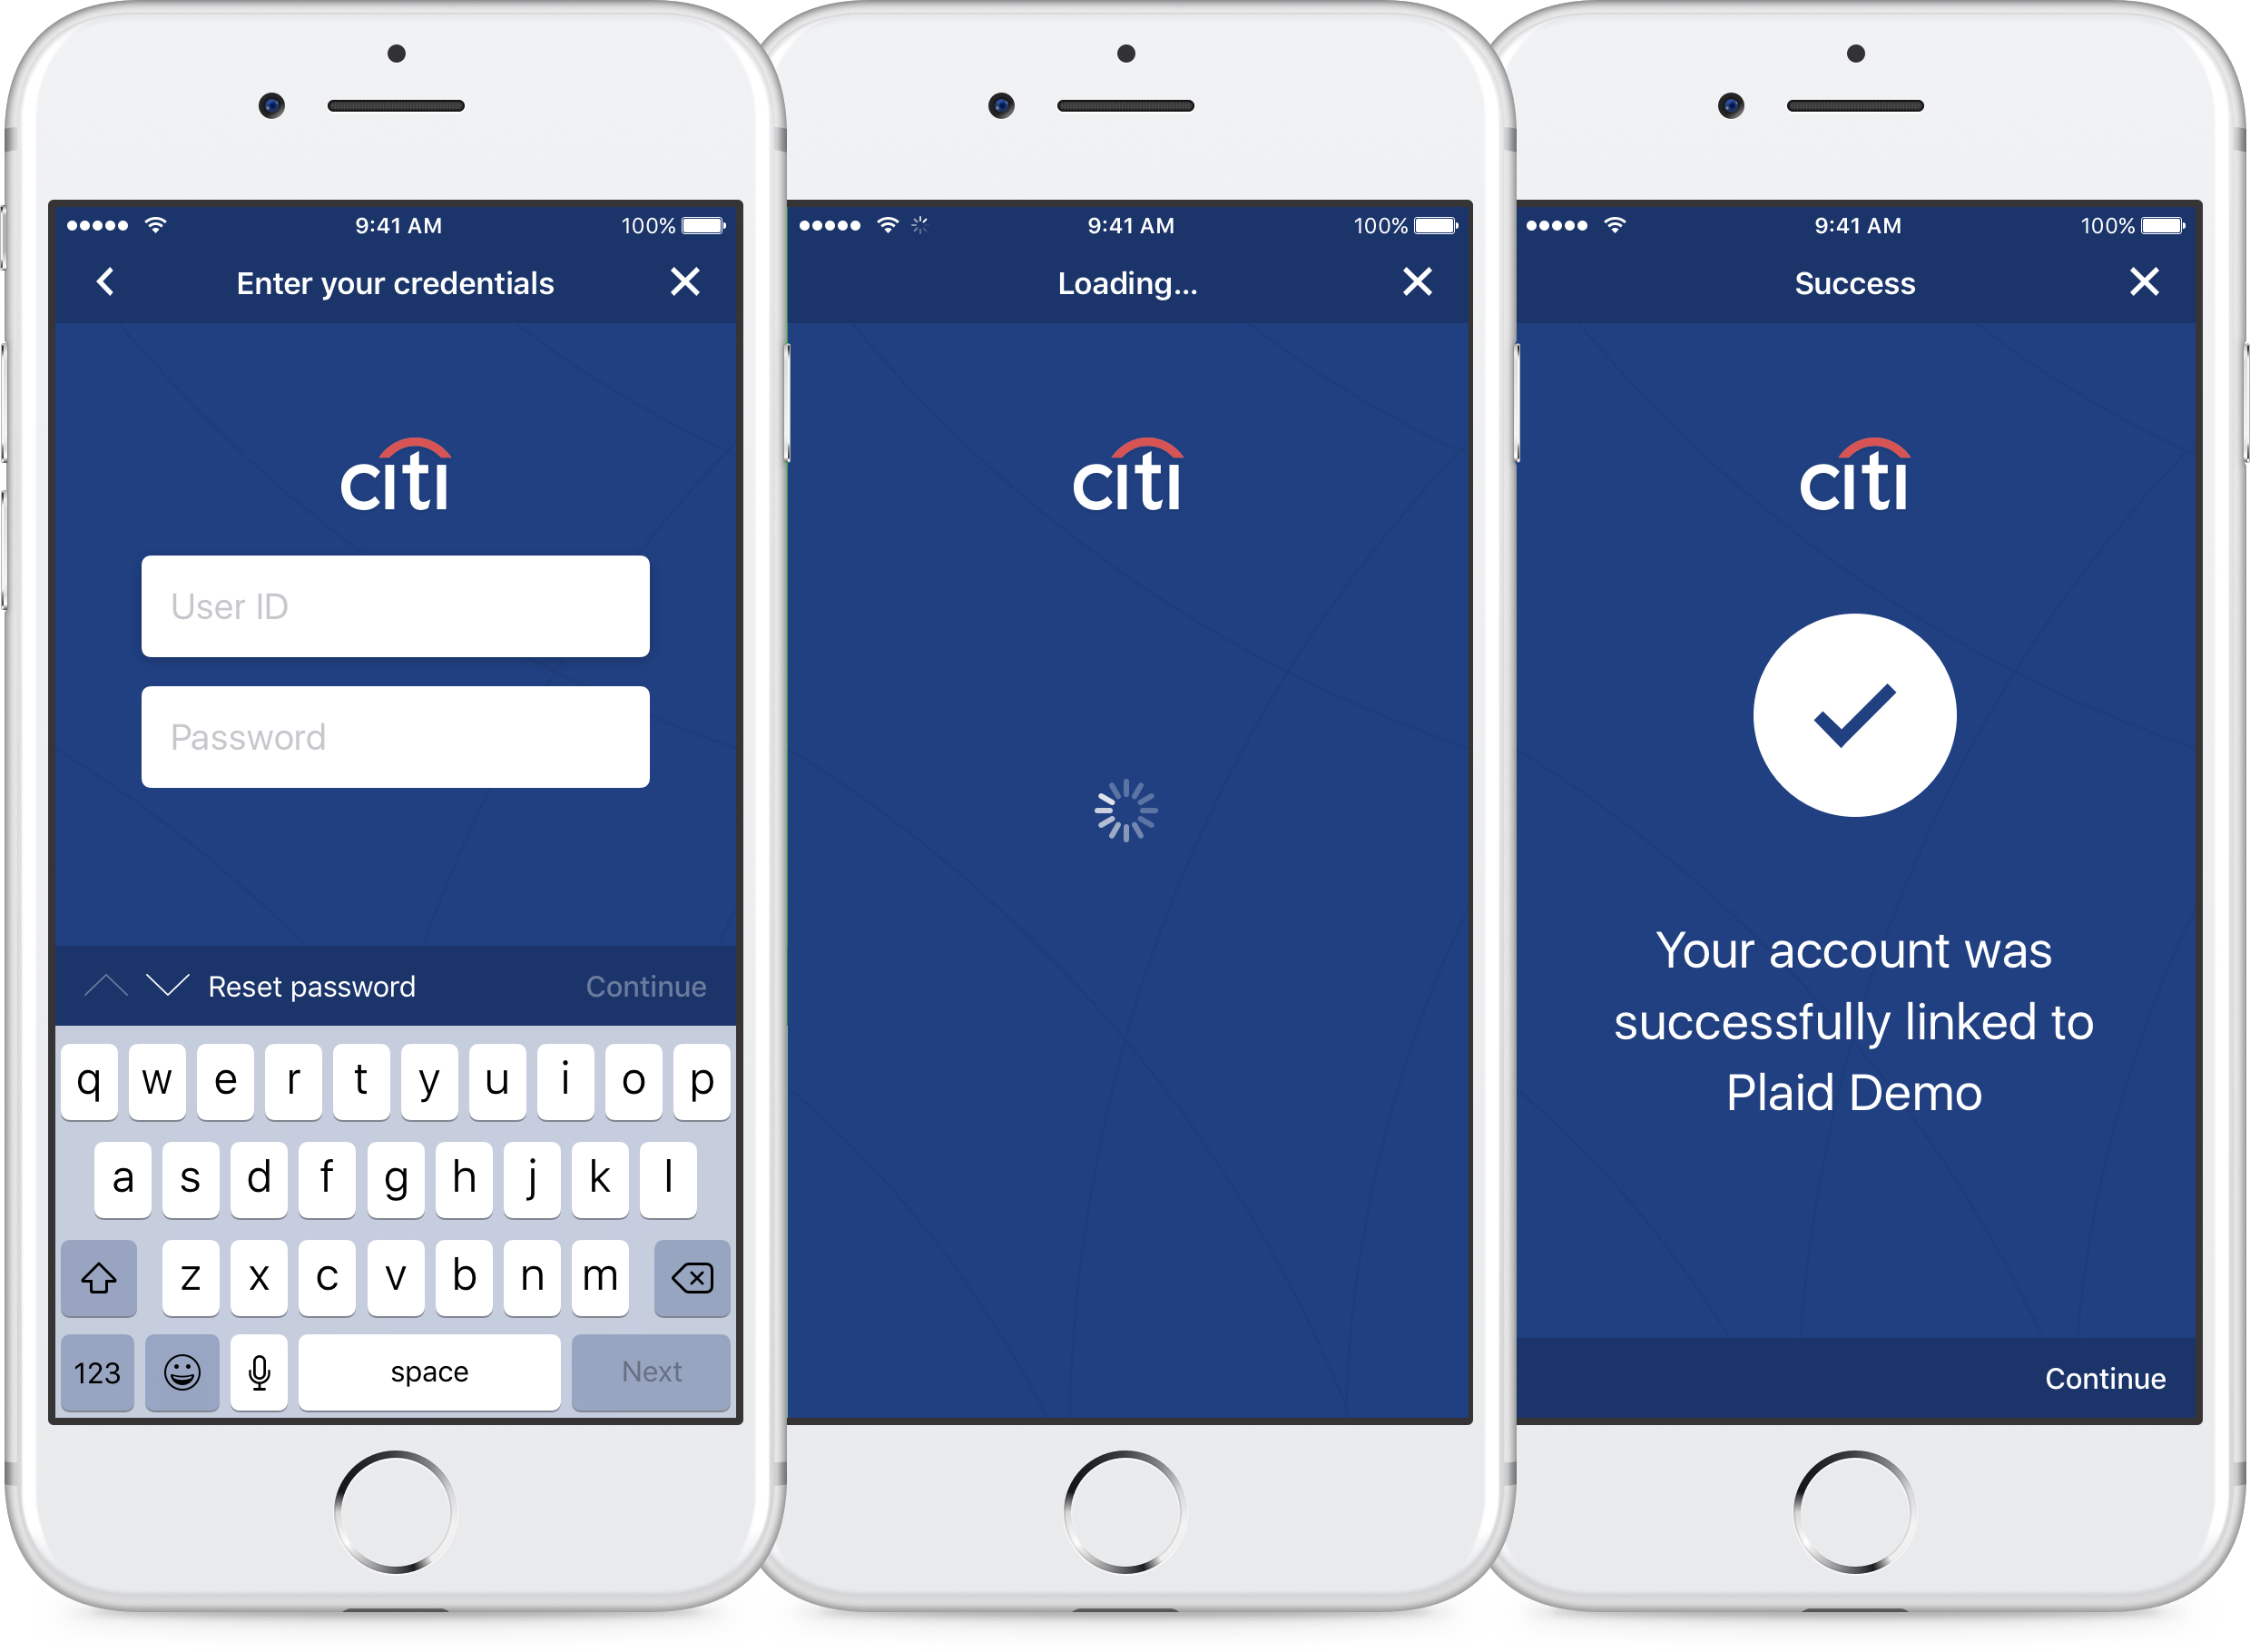 9:41 AM 100%
Enter your credentials
citi
User ID
Password
Reset password Continue
q w e r t y u i o p
a s d f g h j k l
z x c v b n m
123 space Next
9:41 AM 100%
Loading...
citi
9:41 AM 100%
Success
citi
Your account was
successfully linked to
Plaid Demo
Continue